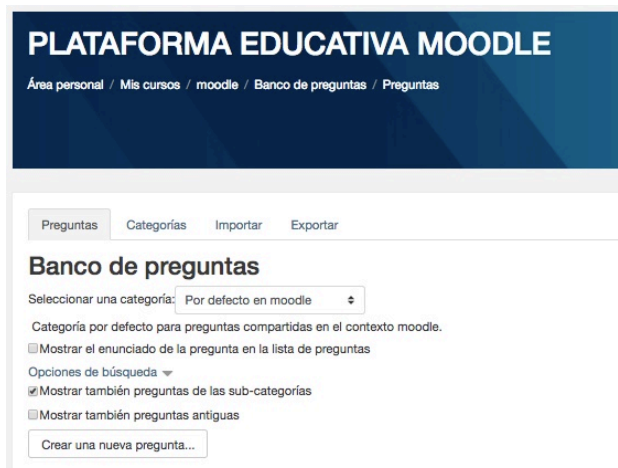 PLATAFORMA EDUCATIVA MOODLE
Área personal / Mis cursos / moodle / Banco de preguntas / Preguntas
Preguntas Categorías Importar Exportar
Banco de preguntas
Seleccionar una categoría: Por defecto en moodle
Categoría por defecto para preguntas compartidas en el contexto moodle.
Mostrar el enunciado de la pregunta en la lista de preguntas
Opciones de búsqueda
Mostrar también preguntas de las sub-categorías
Mostrar también preguntas antiguas
Crear una nueva pregunta...